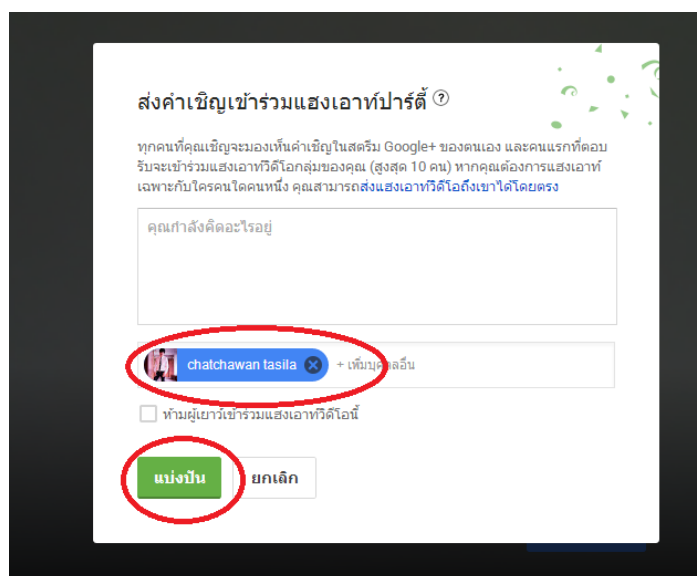 ส่งคำเชิญเข้าร่วมแฮงเอาท์ปาร์ตี้ ?
ทุกคนที่คุณเชิญจะมองเห็นคำเชิญในสตรีม Google+ ของตนเอง และคนแรกที่ตอบ
รับจะเข้าร่วมแฮงเอาท์วิดีโอกลุ่มของคุณ (สูงสุด 10 คน) หากคุณต้องการแฮงเอาท์
เฉพาะกับใครคนใดคนหนึ่ง คุณสามารถส่งแฮงเอาท์วิดีโอถึงเขาได้โดยตรง
คุณกำลังคิดอะไรอยู่
chatchawan tasila + เพิ่มบุคคลอื่น
ห้ามผู้เยาว์เข้าร่วมแฮงเอาท์วิดีโอนี้
แบ่งปัน ยกเลิก